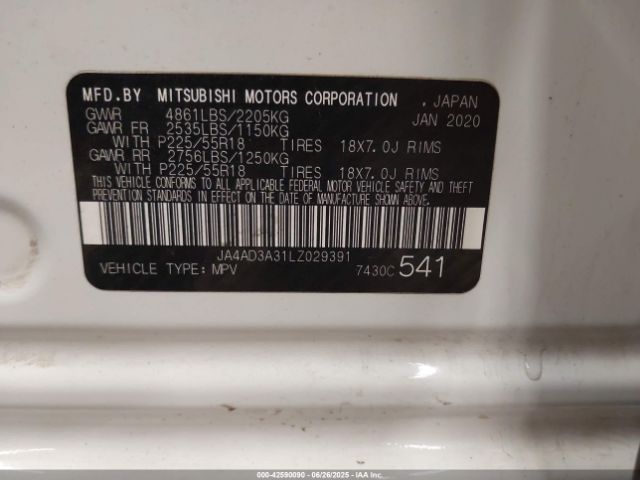 MFD.BY MITSUBISHI MOTORS CORPORATION . JAPAN
GVWR 4861LBS/2205KG JAN 2020
GAWR FR 2535LBS/1150KG
WITH P225/55R18 TIRES 18X7.0J RIMS
GAWR RR 2756LBS/1250KG
WITH P225/55R18 TIRES 18X7.0J RIMS
THIS VEHICLE CONFORMS TO ALL APPLICABLE FEDERAL MOTOR VEHICLE SAFETY AND THEFT
PREVENTION STANDARDS IN EFFECT ON THE DATE OF MANUFACTURE SHOWN ABOVE.
JA4AD3A31LZ029391
VEHICLE TYPE: MPV 7430C 541
000-42590090 - 06/26/2025 - IAA Inc.